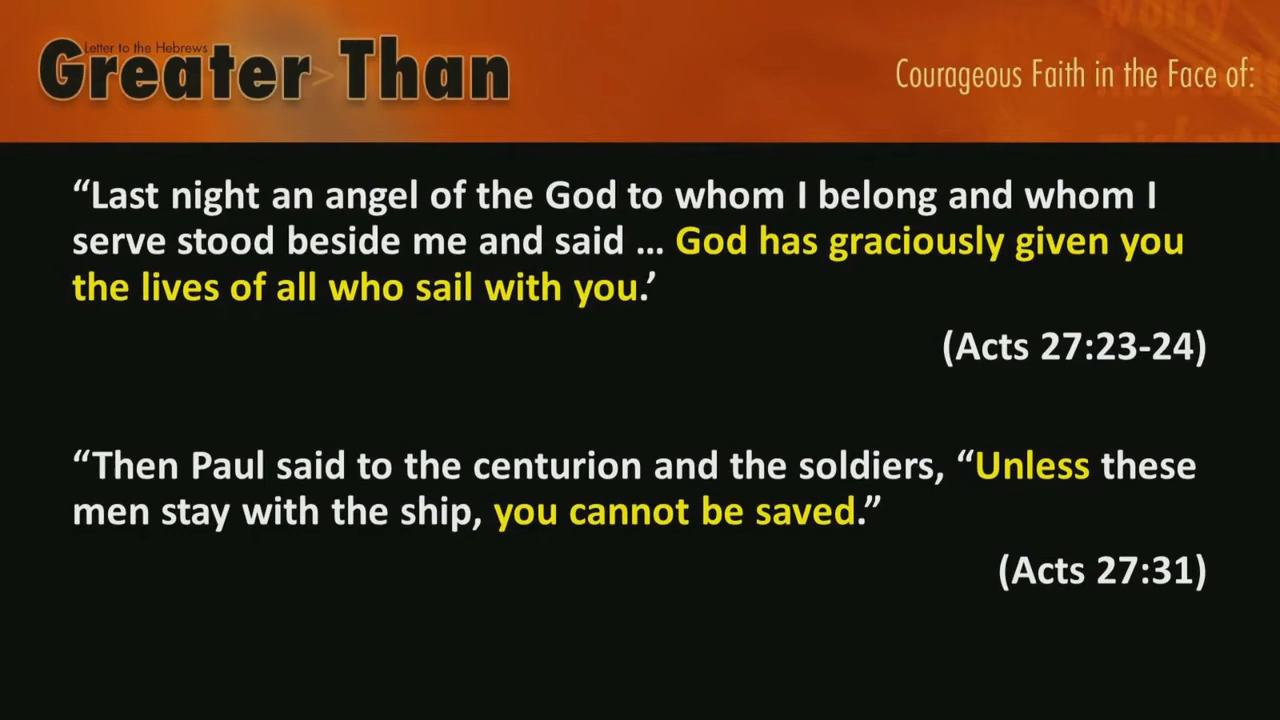 Letter to the Hebrews
Greater > Than
Courageous Faith in the Face of:
worry
“Last night an angel of the God to whom I belong and whom I
serve stood beside me and said ... God has graciously given you
the lives of all who sail with you.’
(Acts 27:23-24)
“Then Paul said to the centurion and the soldiers, “Unless these
men stay with the ship, you cannot be saved.”
(Acts 27:31)